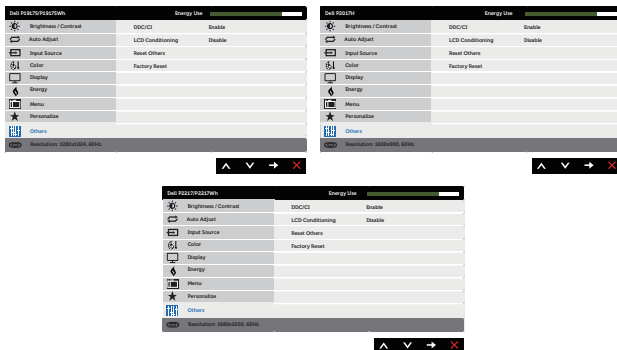 Dell P1917S/P1917SWh Energy Use
Brightness / Contrast DDC/CI Enable
Auto Adjust LCD Conditioning Disable
Input Source Reset Others
Color Factory Reset
Display
Energy
Menu
Personalize
Others
Resolution: 1280x1024, 60Hz
Dell P2017H Energy Use
Brightness / Contrast DDC/CI Enable
Auto Adjust LCD Conditioning Disable
Input Source Reset Others
Color Factory Reset
Display
Energy
Menu
Personalize
Others
Resolution: 1600x900, 60Hz
Dell P2217/P2217Wh Energy Use
Brightness / Contrast DDC/CI Enable
Auto Adjust LCD Conditioning Disable
Input Source Reset Others
Color Factory Reset
Display
Energy
Menu
Personalize
Others
Resolution: 1680x1050, 60Hz